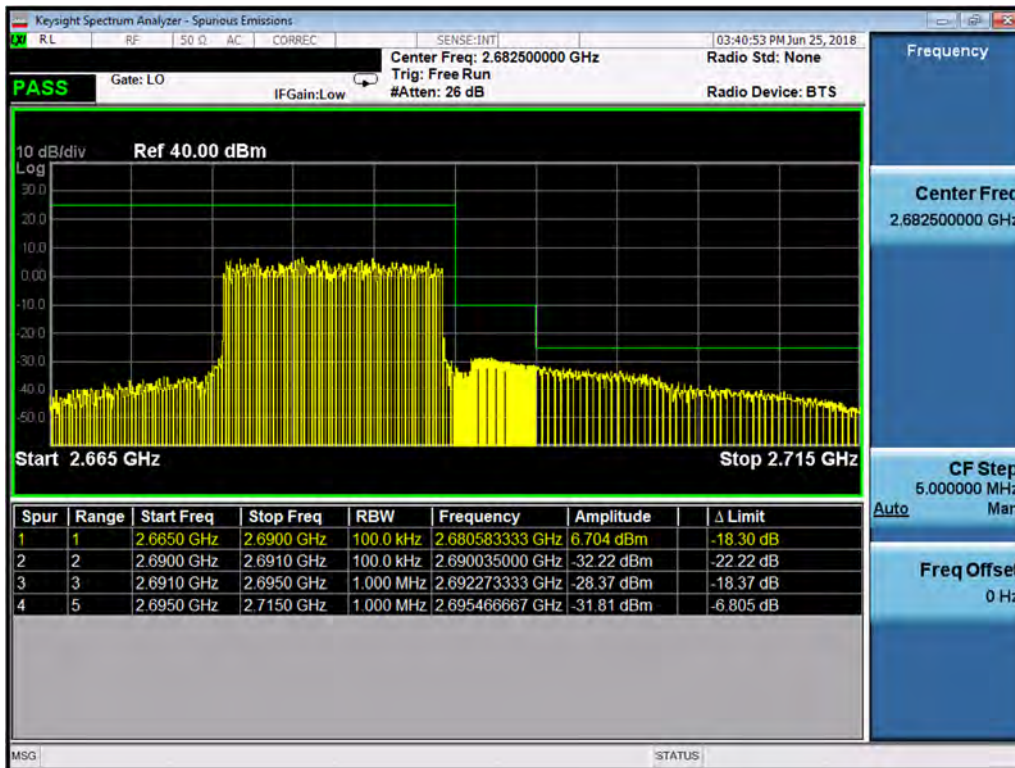 Keysight Spectrum Analyzer - Spurious Emissions
LXI RL RF 50 Ω AC CORREC SENSE:INT 03:40:53 PM Jun 25, 2018
Center Freq: 2.682500000 GHz Radio Std: None
PASS Gate: LO Trig: Free Run
IFGain:Low #Atten: 26 dB Radio Device: BTS
10 dB/div Ref 40.00 dBm
Log
30.0
20.0
10.0
0.00
-10.0
-20.0
-30.0
-40.0
-50.0
Start 2.665 GHz Stop 2.715 GHz
Spur Range Start Freq Stop Freq RBW Frequency Amplitude Δ Limit
1 1 2.6650 GHz 2.6900 GHz 100.0 kHz 2.680583333 GHz 6.704 dBm -18.30 dB
2 2 2.6900 GHz 2.6910 GHz 100.0 kHz 2.690035000 GHz -32.22 dBm -22.22 dB
3 3 2.6910 GHz 2.6950 GHz 1.000 MHz 2.692273333 GHz -28.37 dBm -18.37 dB
4 5 2.6950 GHz 2.7150 GHz 1.000 MHz 2.695466667 GHz -31.81 dBm -6.805 dB
MSG STATUS
Frequency
Center Freq
2.682500000 GHz
CF Step
5.000000 MHz
Auto Man
Freq Offset
0 Hz